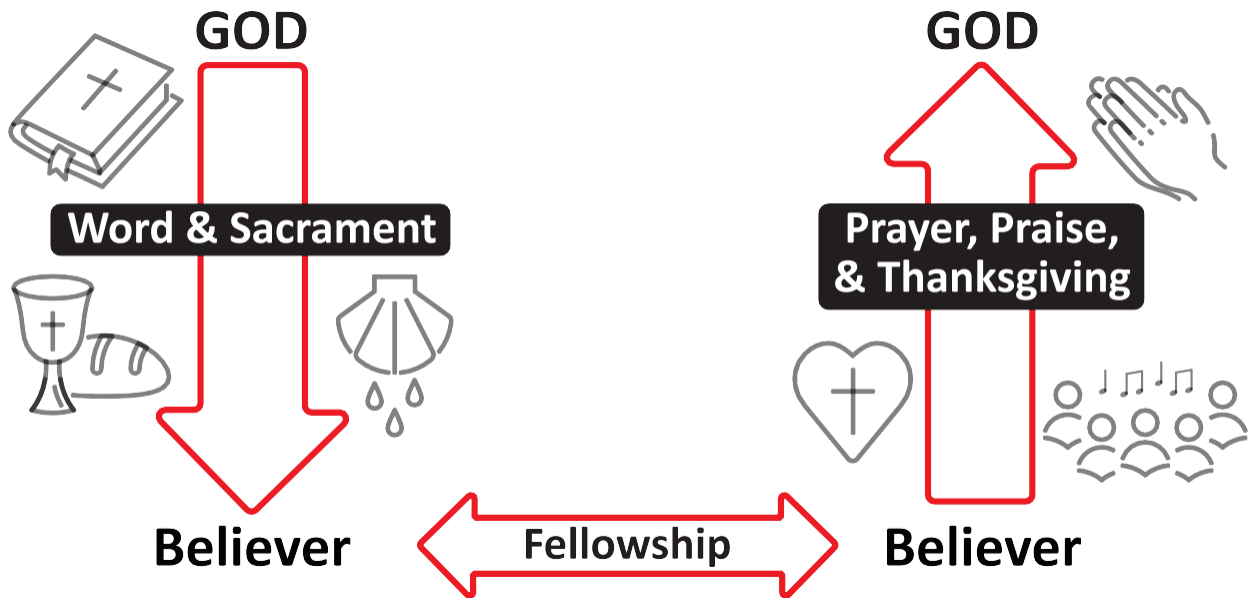 GOD
Word & Sacrament
Believer
Fellowship
GOD
Prayer, Praise,
& Thanksgiving
Believer